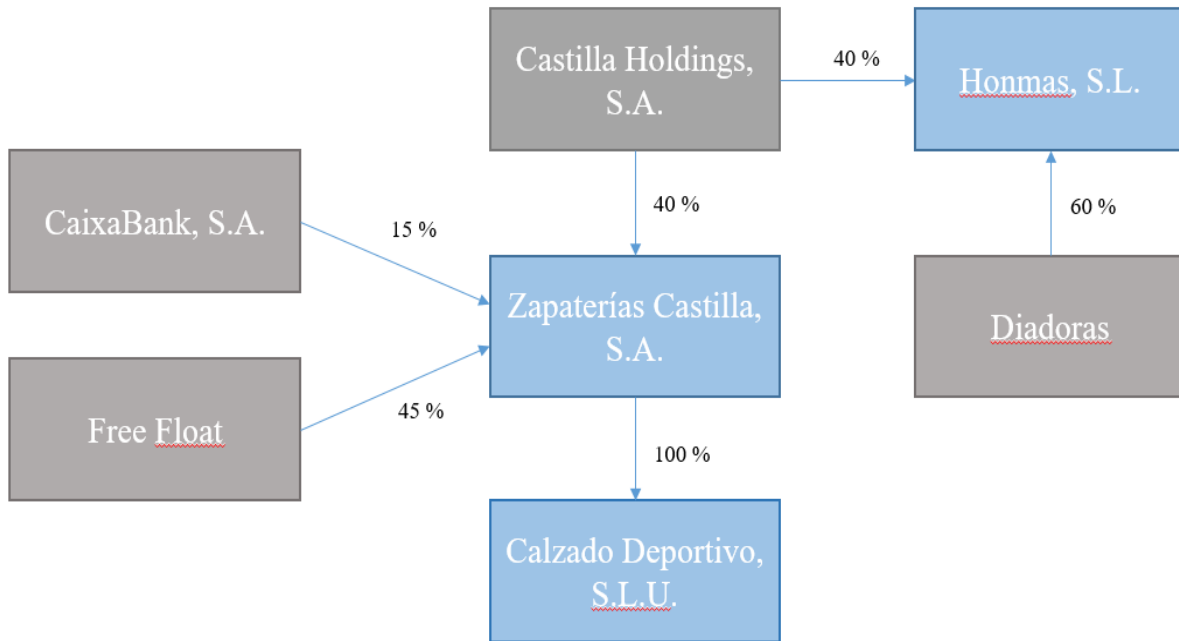 Castilla Holdings,
S.A.
40 %
Honmas, S.L.
CaixaBank, S.A.
15 %
40 %
60 %
Zapaterías Castilla,
S.A.
Diadoras
Free Float
45 %
100 %
Calzado Deportivo,
S.L.U.